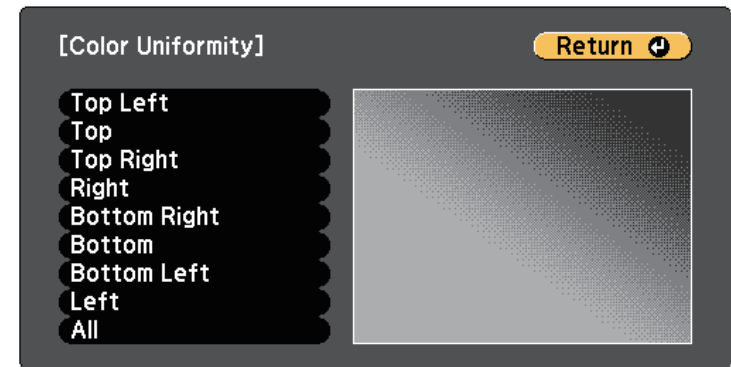 [Color Uniformity]
Return
Top Left
Top
Top Right
Right
Bottom Right
Bottom
Bottom Left
Left
All